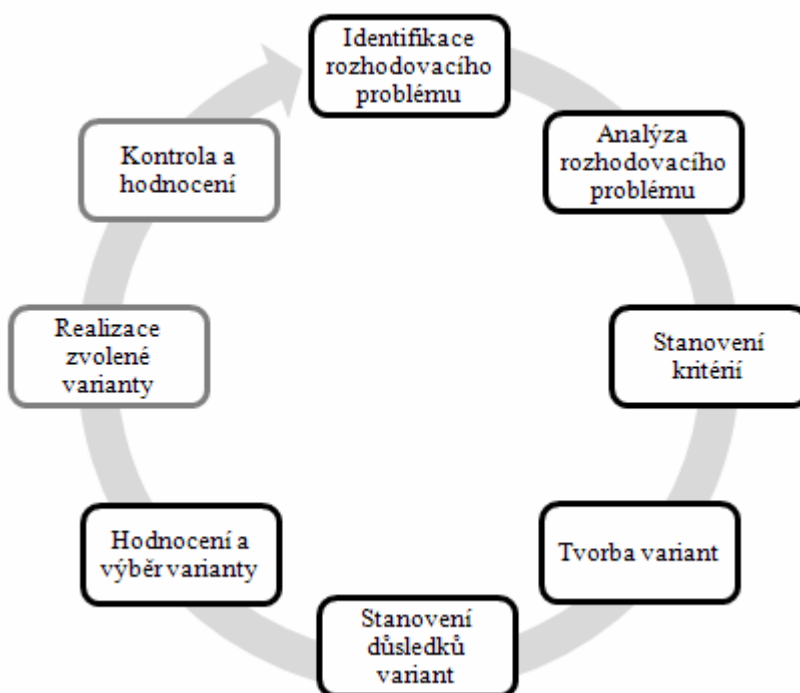 Identifikace
rozhodovacího
problému
Analýza
rozhodovacího
problému
Stanovení
kritérií
Tvorba variant
Stanovení
důsledků
variant
Hodnocení a
výběr varianty
Realizace
zvolené
varianty
Kontrola a
hodnocení